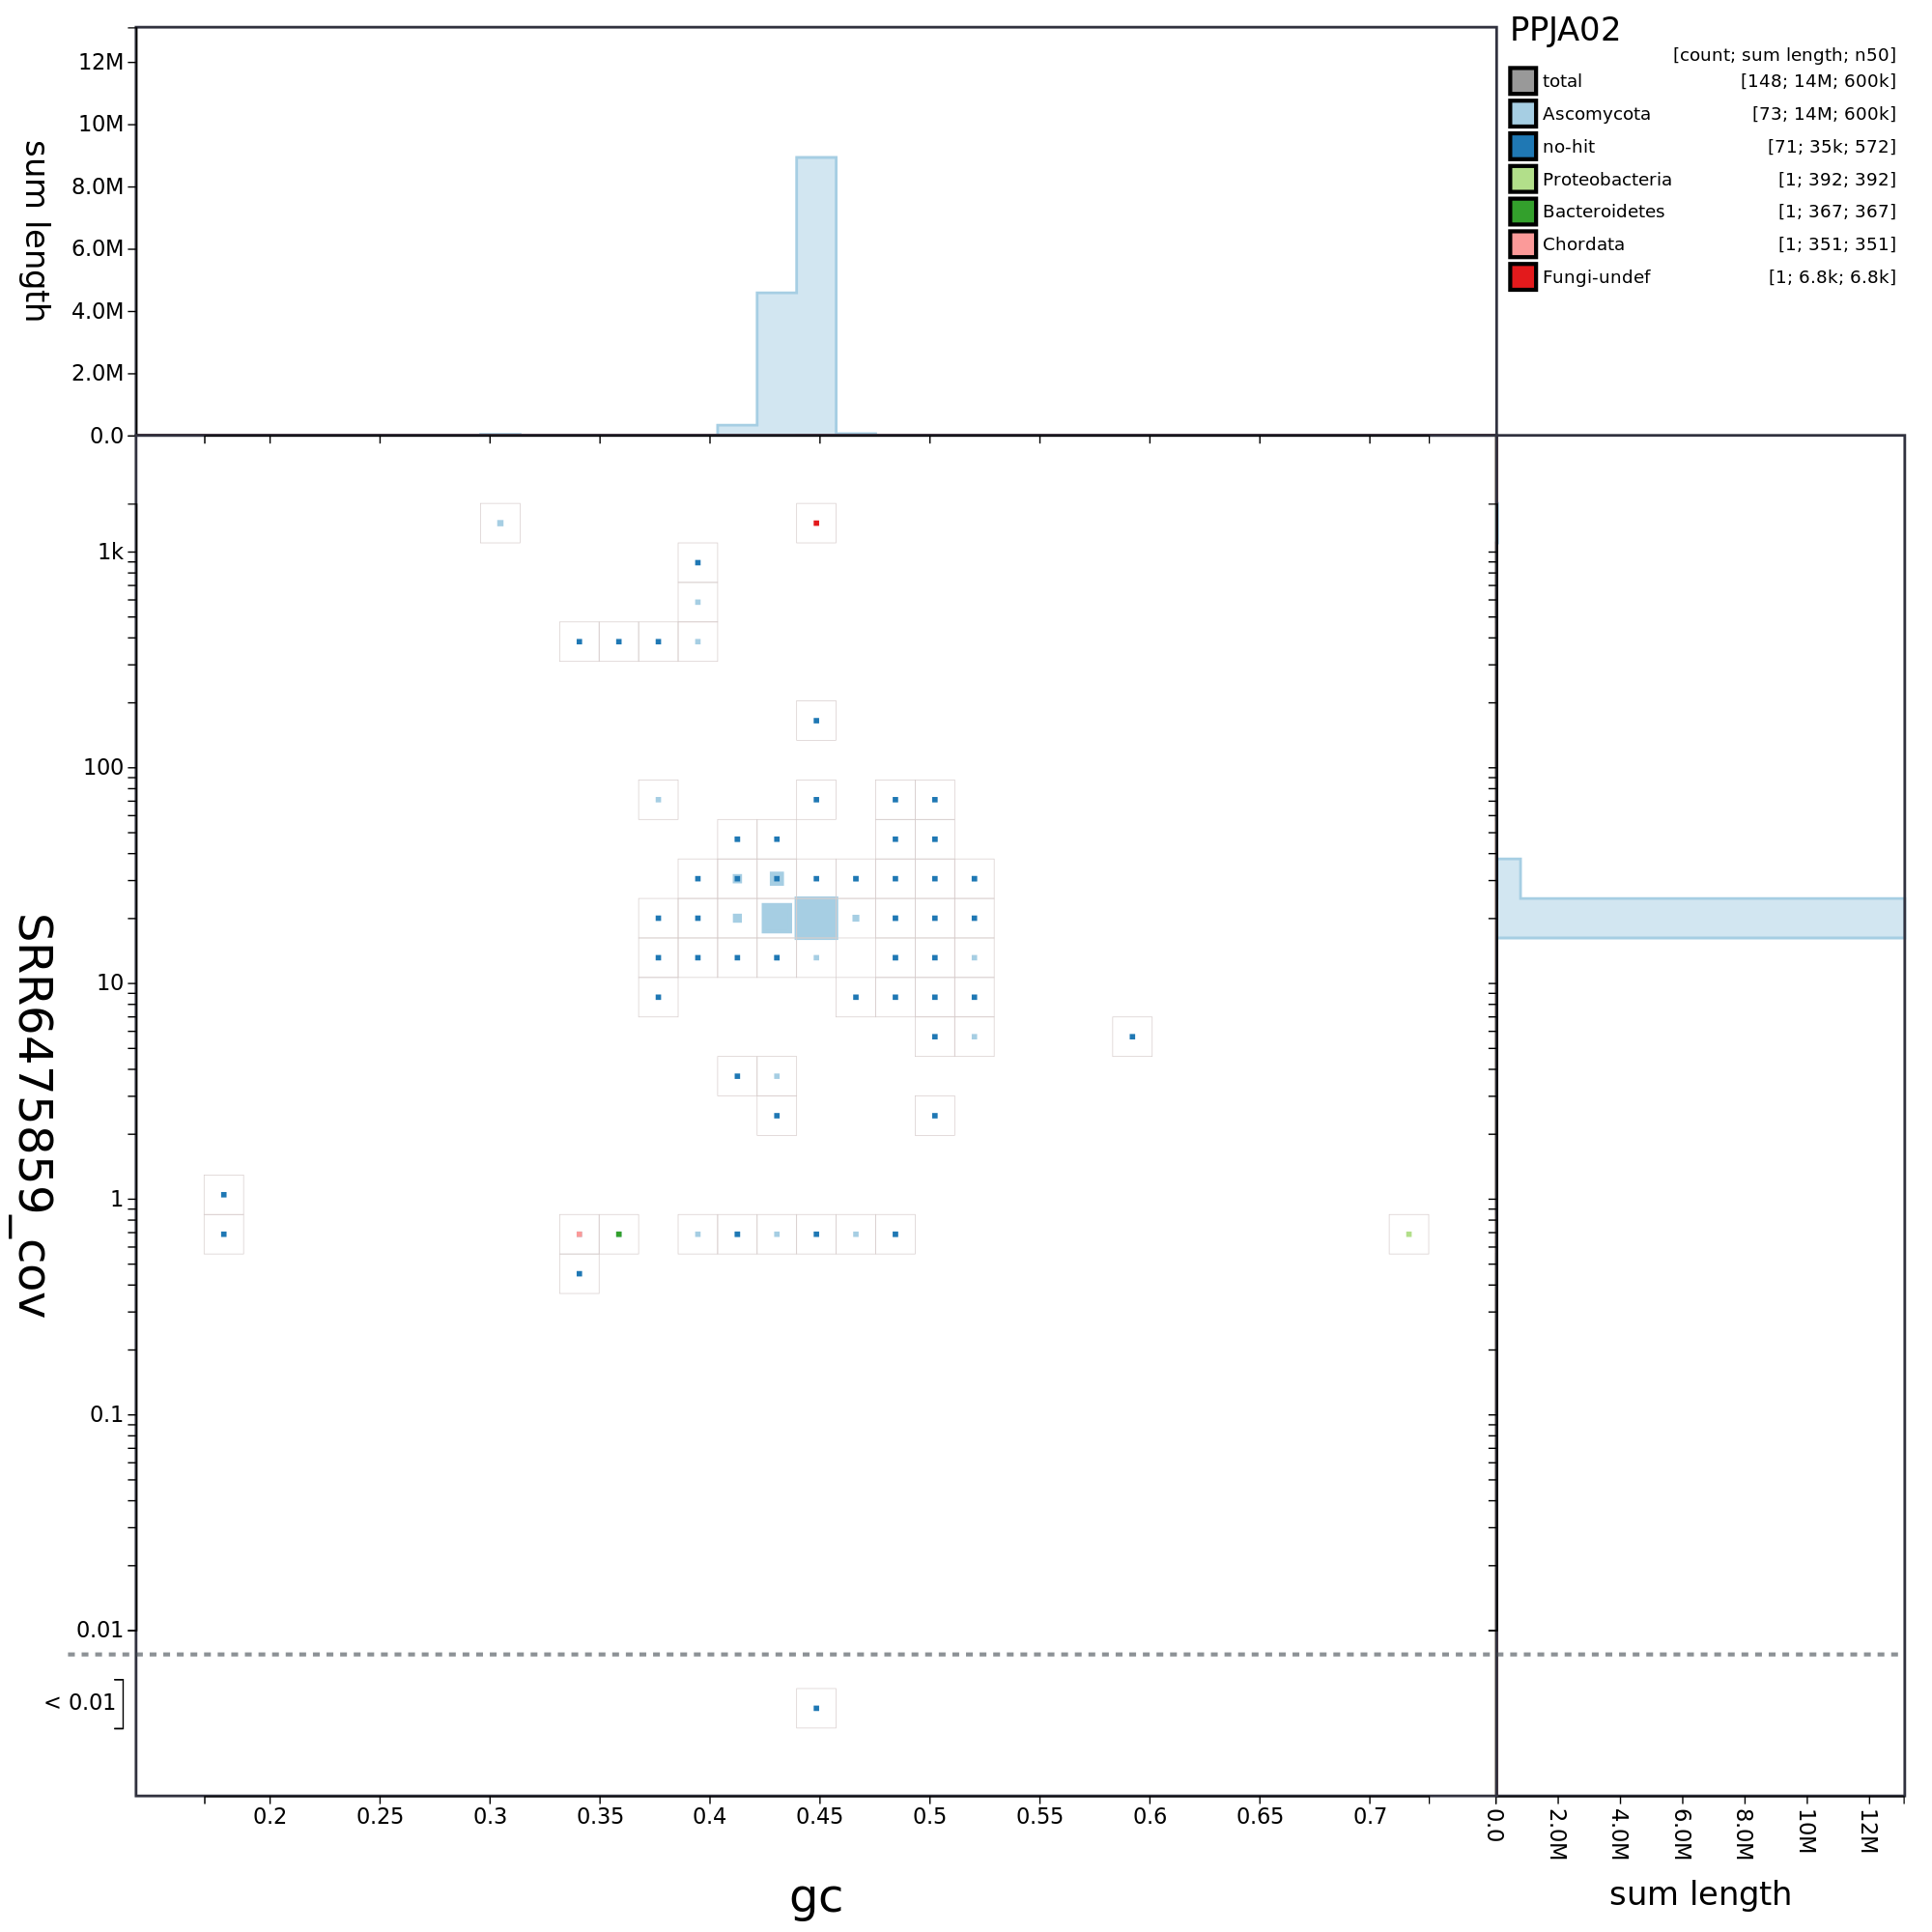 PPJA02
[count; sum length; n50]
total [148; 14M; 600k]
Ascomycota [73; 14M; 600k]
no-hit [71; 35k; 572]
Proteobacteria [1; 392; 392]
Bacteroidetes [1; 367; 367]
Chordata [1; 351; 351]
Fungi-undef [1; 6.8k; 6.8k]
sum length
12M
10M
8.0M
6.0M
4.0M
2.0M
0.0
SRR6475859_cov
1k
100
10
1
0.1
0.01
< 0.01
0.2 0.25 0.3 0.35 0.4 0.45 0.5 0.55 0.6 0.65 0.7
gc
0.0 2.0M 4.0M 6.0M 8.0M 10M 12M
sum length